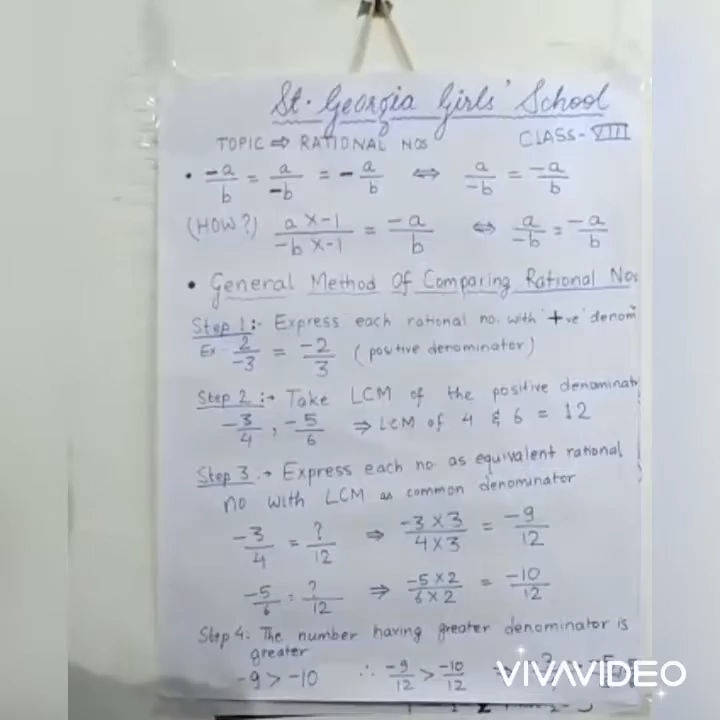 St. Georgia Girls' School
TOPIC ⇒ RATIONAL NOS CLASS-VIII
• -a/b = a/-b = -a/b ⇔ a/-b = -a/b
(HOW?) a×-1/-b×-1 = -a/b ⇔ a/-b = -a/b
• General Method Of Comparing Rational Nos
Step 1:- Express each rational no. with '+ve' denom
Ex 2/-3 = -2/3 (positive denominator)
Step 2:→ Take LCM of the positive denominat
-3/4, -5/6 ⇒ LCM of 4 & 6 = 12
Step 3.→ Express each no as equivalent rational
no with LCM as common denominator
-3/4 = ?/12 ⇒ -3×3/4×3 = -9/12
-5/6 = ?/12 ⇒ -5×2/6×2 = -10/12
Step 4: The number having greater denominator is
greater
-9 > -10 ∴ -9/12 > -10/12
VIVAVIDEO